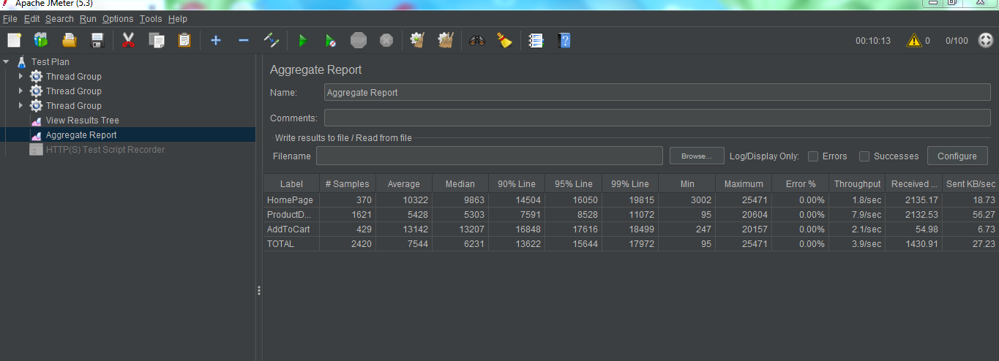 Apache JMeter (5.3)
File Edit Search Run Options Tools Help
STOP 00:10:13 0 0/100
Test Plan
Thread Group
Thread Group
Thread Group
View Results Tree
Aggregate Report
HTTP(S) Test Script Recorder
Aggregate Report
Name: Aggregate Report
Comments:
Write results to file / Read from file
Filename Browse... Log/Display Only: Errors Successes Configure
Label # Samples Average Median 90% Line 95% Line 99% Line Min Maximum Error % Throughput Received ... Sent KB/sec
HomePage 370 10322 9863 14504 16050 19815 3002 25471 0.00% 1.8/sec 2135.17 18.73
ProductD... 1621 5428 5303 7591 8528 11072 95 20604 0.00% 7.9/sec 2132.53 56.27
AddToCart 429 13142 13207 16848 17616 18499 247 20157 0.00% 2.1/sec 54.98 6.73
TOTAL 2420 7544 6231 13622 15644 17972 95 25471 0.00% 3.9/sec 1430.91 27.23